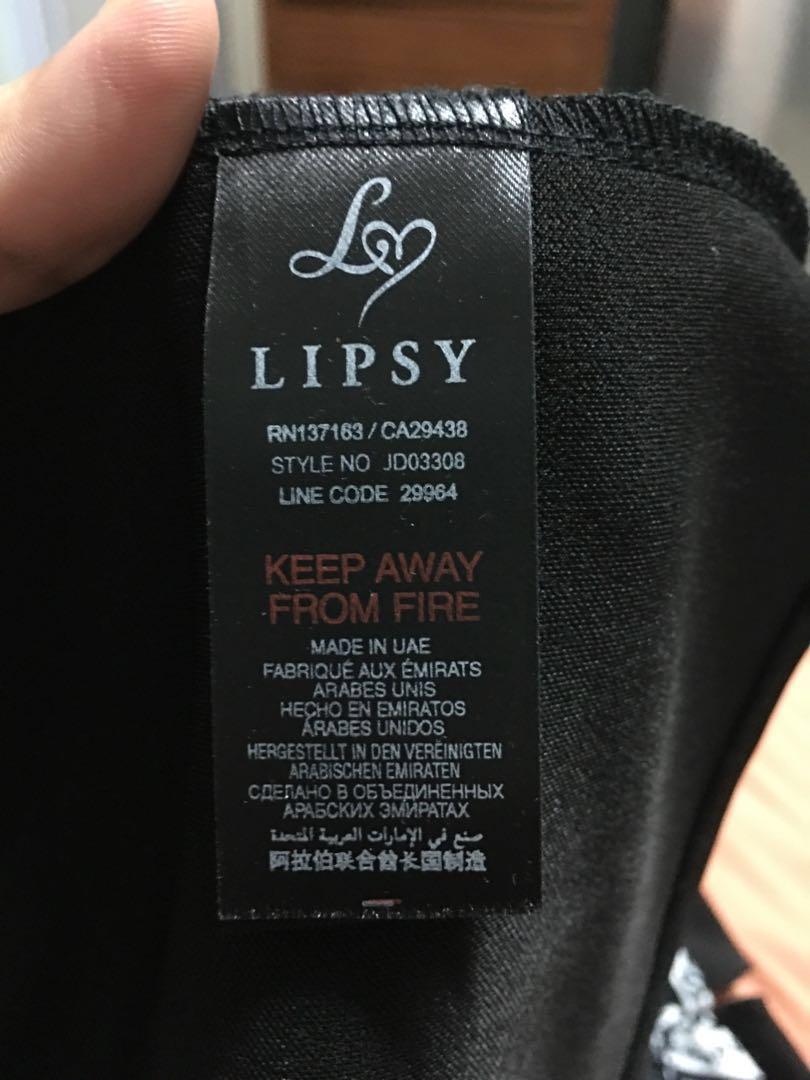 LIPSY
RN137163 / CA29438
STYLE NO JD03308
LINE CODE 29964
KEEP AWAY
FROM FIRE
MADE IN UAE
FABRIQUÉ AUX ÉMIRATS
ARABES UNIS
HECHO EN EMIRATOS
ÁRABES UNIDOS
HERGESTELLT IN DEN VEREINIGTEN
ARABISCHEN EMIRATEN
СДЕЛАНО В ОБЪЕДИНЕННЫХ
АРАБСКИХ ЭМИРАТАХ
صنع في الإمارات العربية المتحدة
阿拉伯联合酋长国制造